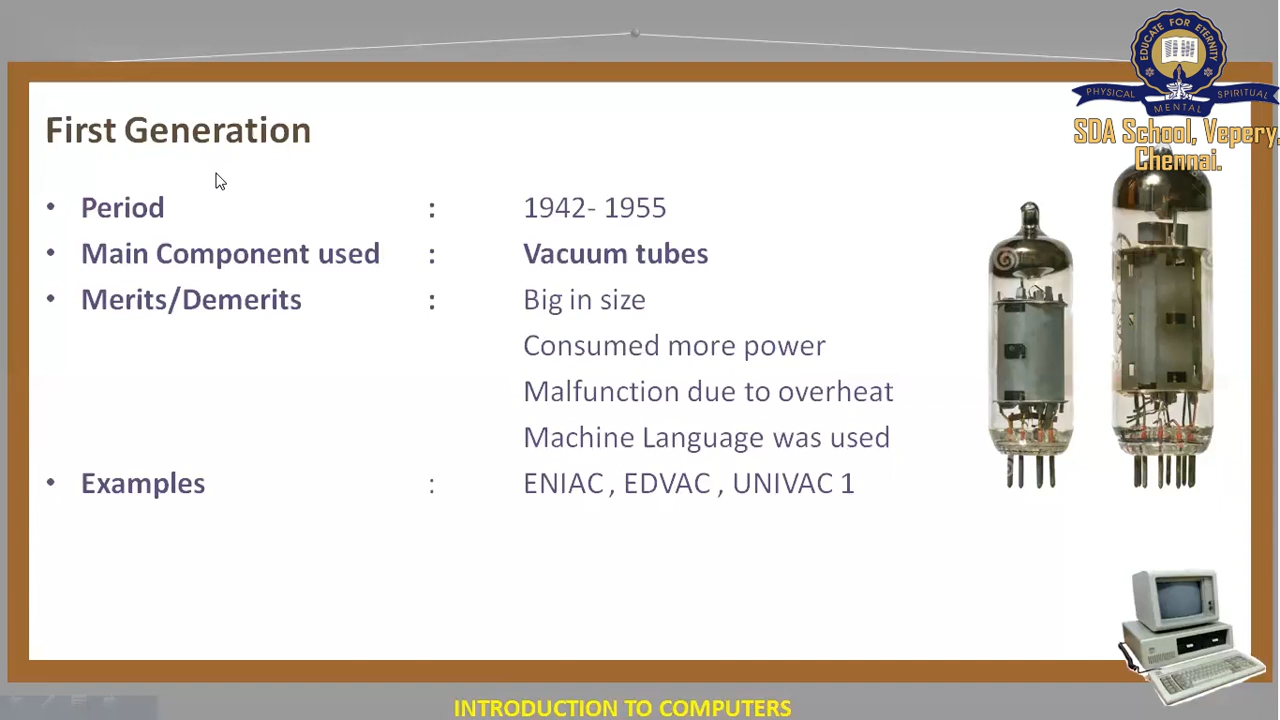 EDUCATE FOR ETERNITY
PHYSICAL
MENTAL
SPIRITUAL
SDA School, Vepery,
Chennai.
First Generation
• Period : 1942- 1955
• Main Component used : Vacuum tubes
• Merits/Demerits : Big in size
Consumed more power
Malfunction due to overheat
Machine Language was used
• Examples : ENIAC , EDVAC , UNIVAC 1
INTRODUCTION TO COMPUTERS